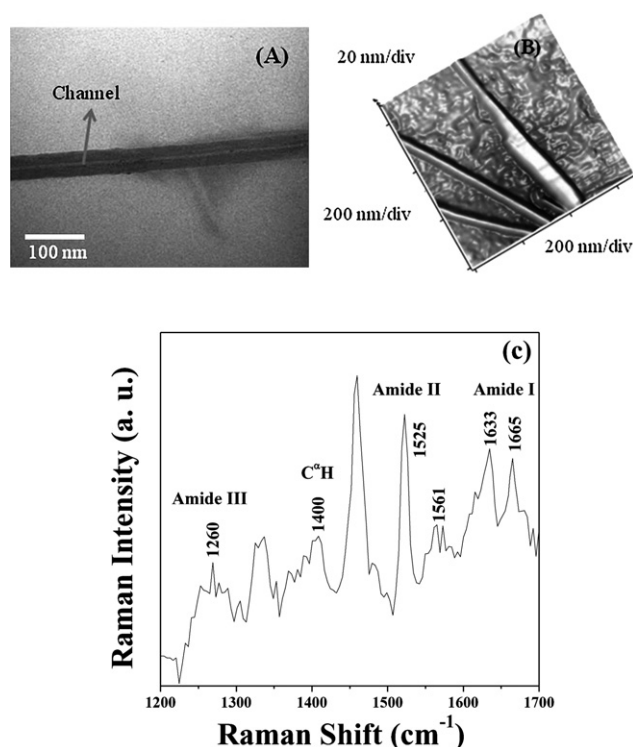 (A)
Channel
100 nm
(B)
20 nm/div
200 nm/div
200 nm/div
(c)
Amide II
Amide I
1525
1633
1665
CᵅH
Amide III
1400
1561
1260
Raman Intensity (a. u.)
1200 1300 1400 1500 1600 1700
Raman Shift (cm⁻¹)